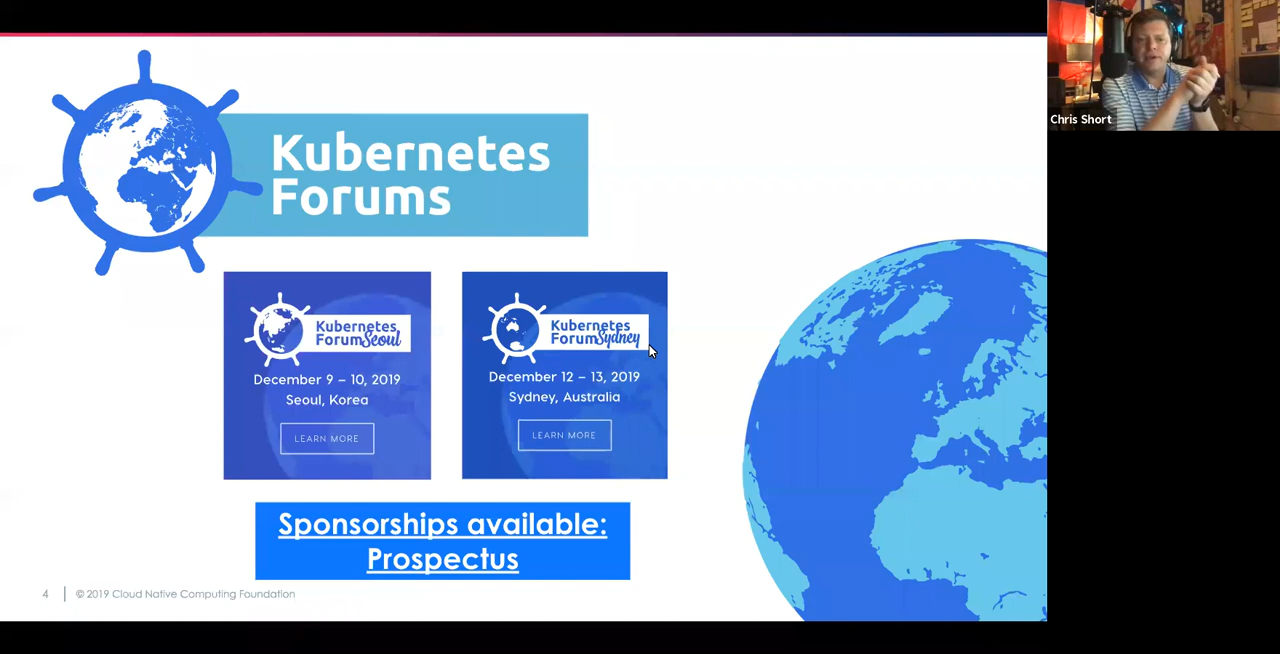 Kubernetes
Forums
Kubernetes
Forum Seoul
December 9 – 10, 2019
Seoul, Korea
LEARN MORE
Kubernetes
Forum Sydney
December 12 – 13, 2019
Sydney, Australia
LEARN MORE
Sponsorships available:
Prospectus
4
© 2019 Cloud Native Computing Foundation
Chris Short